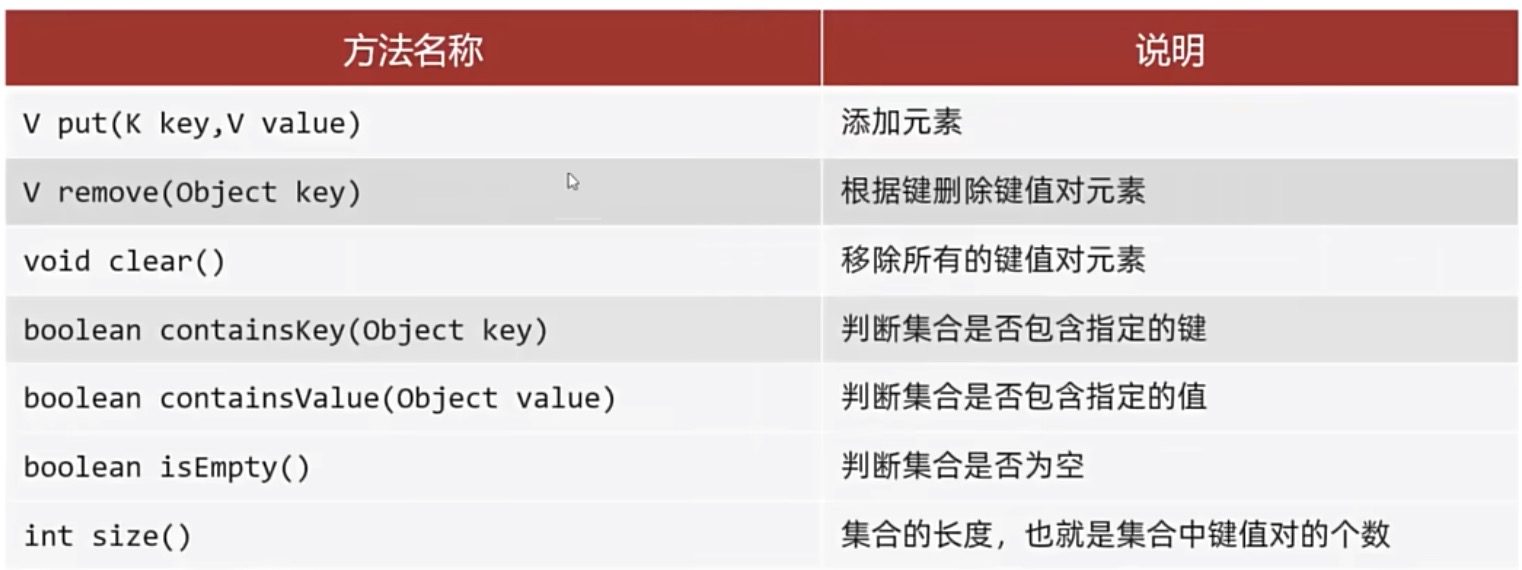 方法名称 说明
V put(K key,V value) 添加元素
V remove(Object key) 根据键删除键值对元素
void clear() 移除所有的键值对元素
boolean containsKey(Object key) 判断集合是否包含指定的键
boolean containsValue(Object value) 判断集合是否包含指定的值
boolean isEmpty() 判断集合是否为空
int size() 集合的长度，也就是集合中键值对的个数